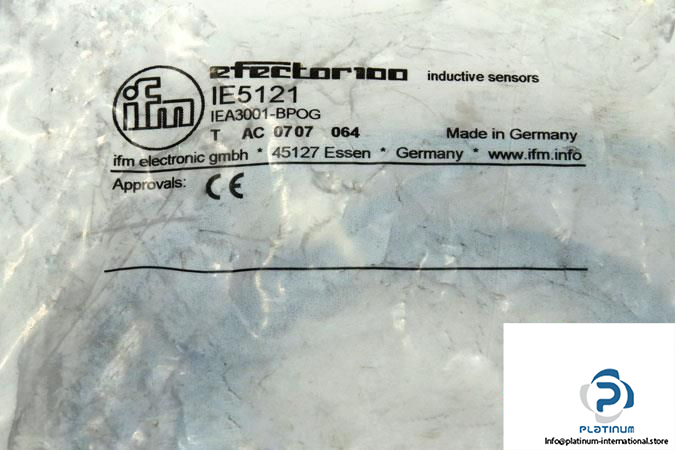 efector100 inductive sensors
ifm
IE5121
IEA3001-BPOG
T AC 0707 064 Made in Germany
ifm electronic gmbh * 45127 Essen * Germany * www.ifm.info
Approvals: CE
PLATINUM
Info@platinum-international.store